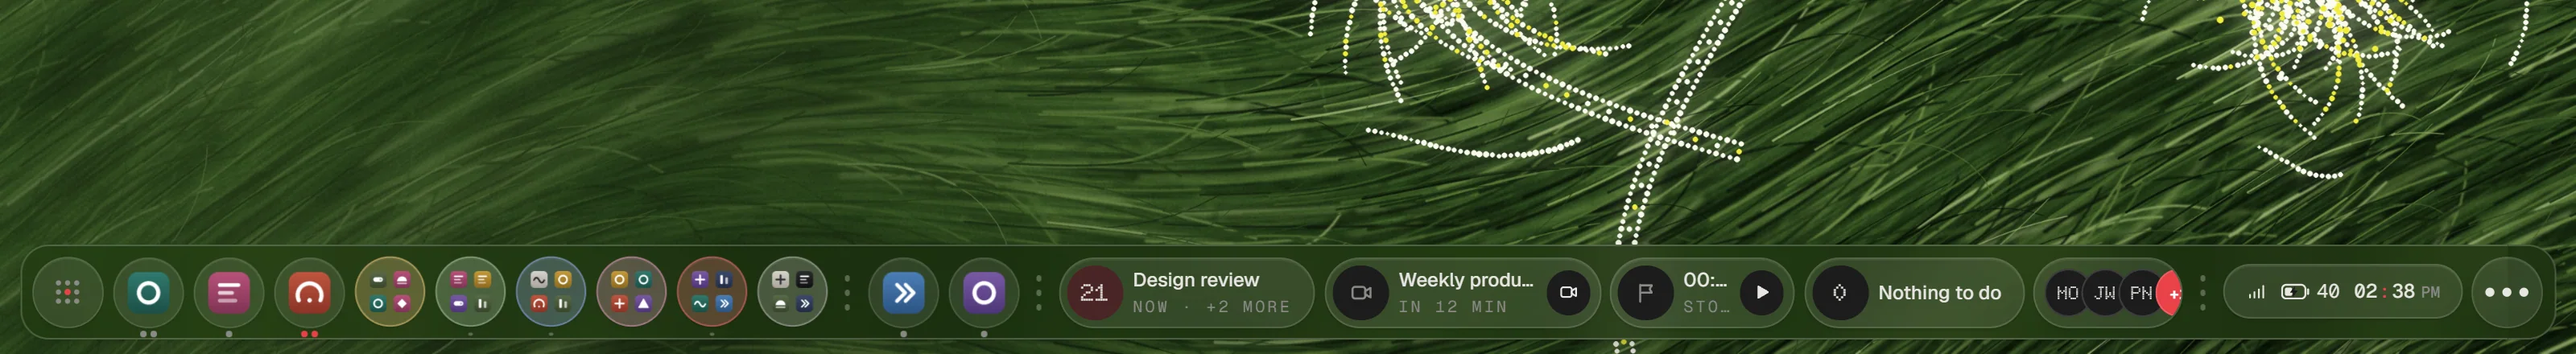 21
Design review
NOW · +2 MORE
Weekly produ...
IN 12 MIN
00:...
STO...
Nothing to do
MO JW PN +
40 02:38 PM